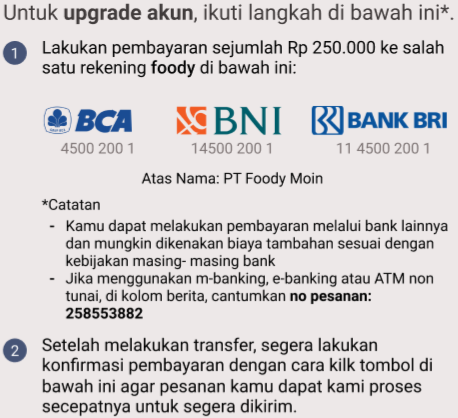 Untuk upgrade akun, ikuti langkah di bawah ini*.
1 Lakukan pembayaran sejumlah Rp 250.000 ke salah
satu rekening foody di bawah ini:
BCA BNI BANK BRI
4500 200 1 14500 200 1 11 4500 200 1
Atas Nama: PT Foody Moin
*Catatan
- Kamu dapat melakukan pembayaran melalui bank lainnya
dan mungkin dikenakan biaya tambahan sesuai dengan
kebijakan masing- masing bank
- Jika menggunakan m-banking, e-banking atau ATM non
tunai, di kolom berita, cantumkan no pesanan:
258553882
2 Setelah melakukan transfer, segera lakukan
konfirmasi pembayaran dengan cara kilk tombol di
bawah ini agar pesanan kamu dapat kami proses
secepatnya untuk segera dikirim.